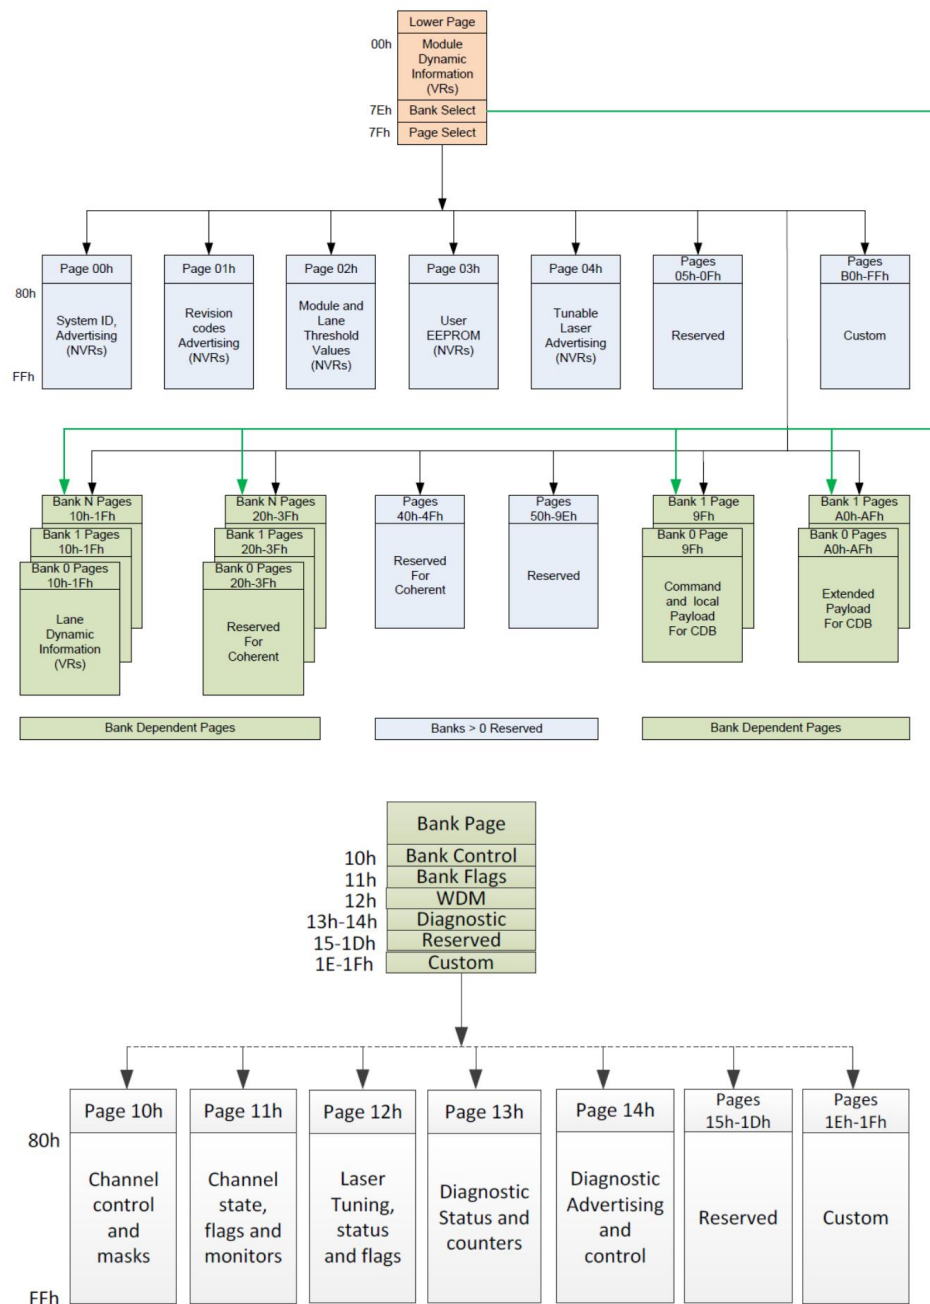 Lower Page
00h
Module
Dynamic
Information
(VRs)
7Eh
Bank Select
7Fh
Page Select
Page 00h
Page 01h
Page 02h
Page 03h
Page 04h
Pages
05h-0Fh
Pages
B0h-FFh
80h
System ID,
Advertising
(NVRs)
Revision
codes
Advertising
(NVRs)
Module and
Lane
Threshold
Values
(NVRs)
User
EEPROM
(NVRs)
Tunable
Laser
Advertising
(NVRs)
Reserved
Custom
FFh
Bank N Pages
10h-1Fh
Bank 1 Pages
10h-1Fh
Bank 0 Pages
10h-1Fh
Lane
Dynamic
Information
(VRs)
Bank N Pages
20h-3Fh
Bank 1 Pages
20h-3Fh
Bank 0 Pages
20h-3Fh
Reserved
For
Coherent
Pages
40h-4Fh
Reserved
For
Coherent
Pages
50h-9Eh
Reserved
Bank 1 Page
9Fh
Bank 0 Page
9Fh
Command
and local
Payload
For CDB
Bank 1 Pages
A0h-AFh
Bank 0 Pages
A0h-AFh
Extended
Payload
For CDB
Bank Dependent Pages
Banks > 0 Reserved
Bank Dependent Pages
Bank Page
10h
Bank Control
11h
Bank Flags
12h
WDM
13h-14h
Diagnostic
15-1Dh
Reserved
1E-1Fh
Custom
Page 10h
Page 11h
Page 12h
Page 13h
Page 14h
Pages
15h-1Dh
Pages
1Eh-1Fh
80h
Channel
control
and
masks
Channel
state,
flags and
monitors
Laser
Tuning,
status
and flags
Diagnostic
Status and
counters
Diagnostic
Advertising
and
control
Reserved
Custom
FFh